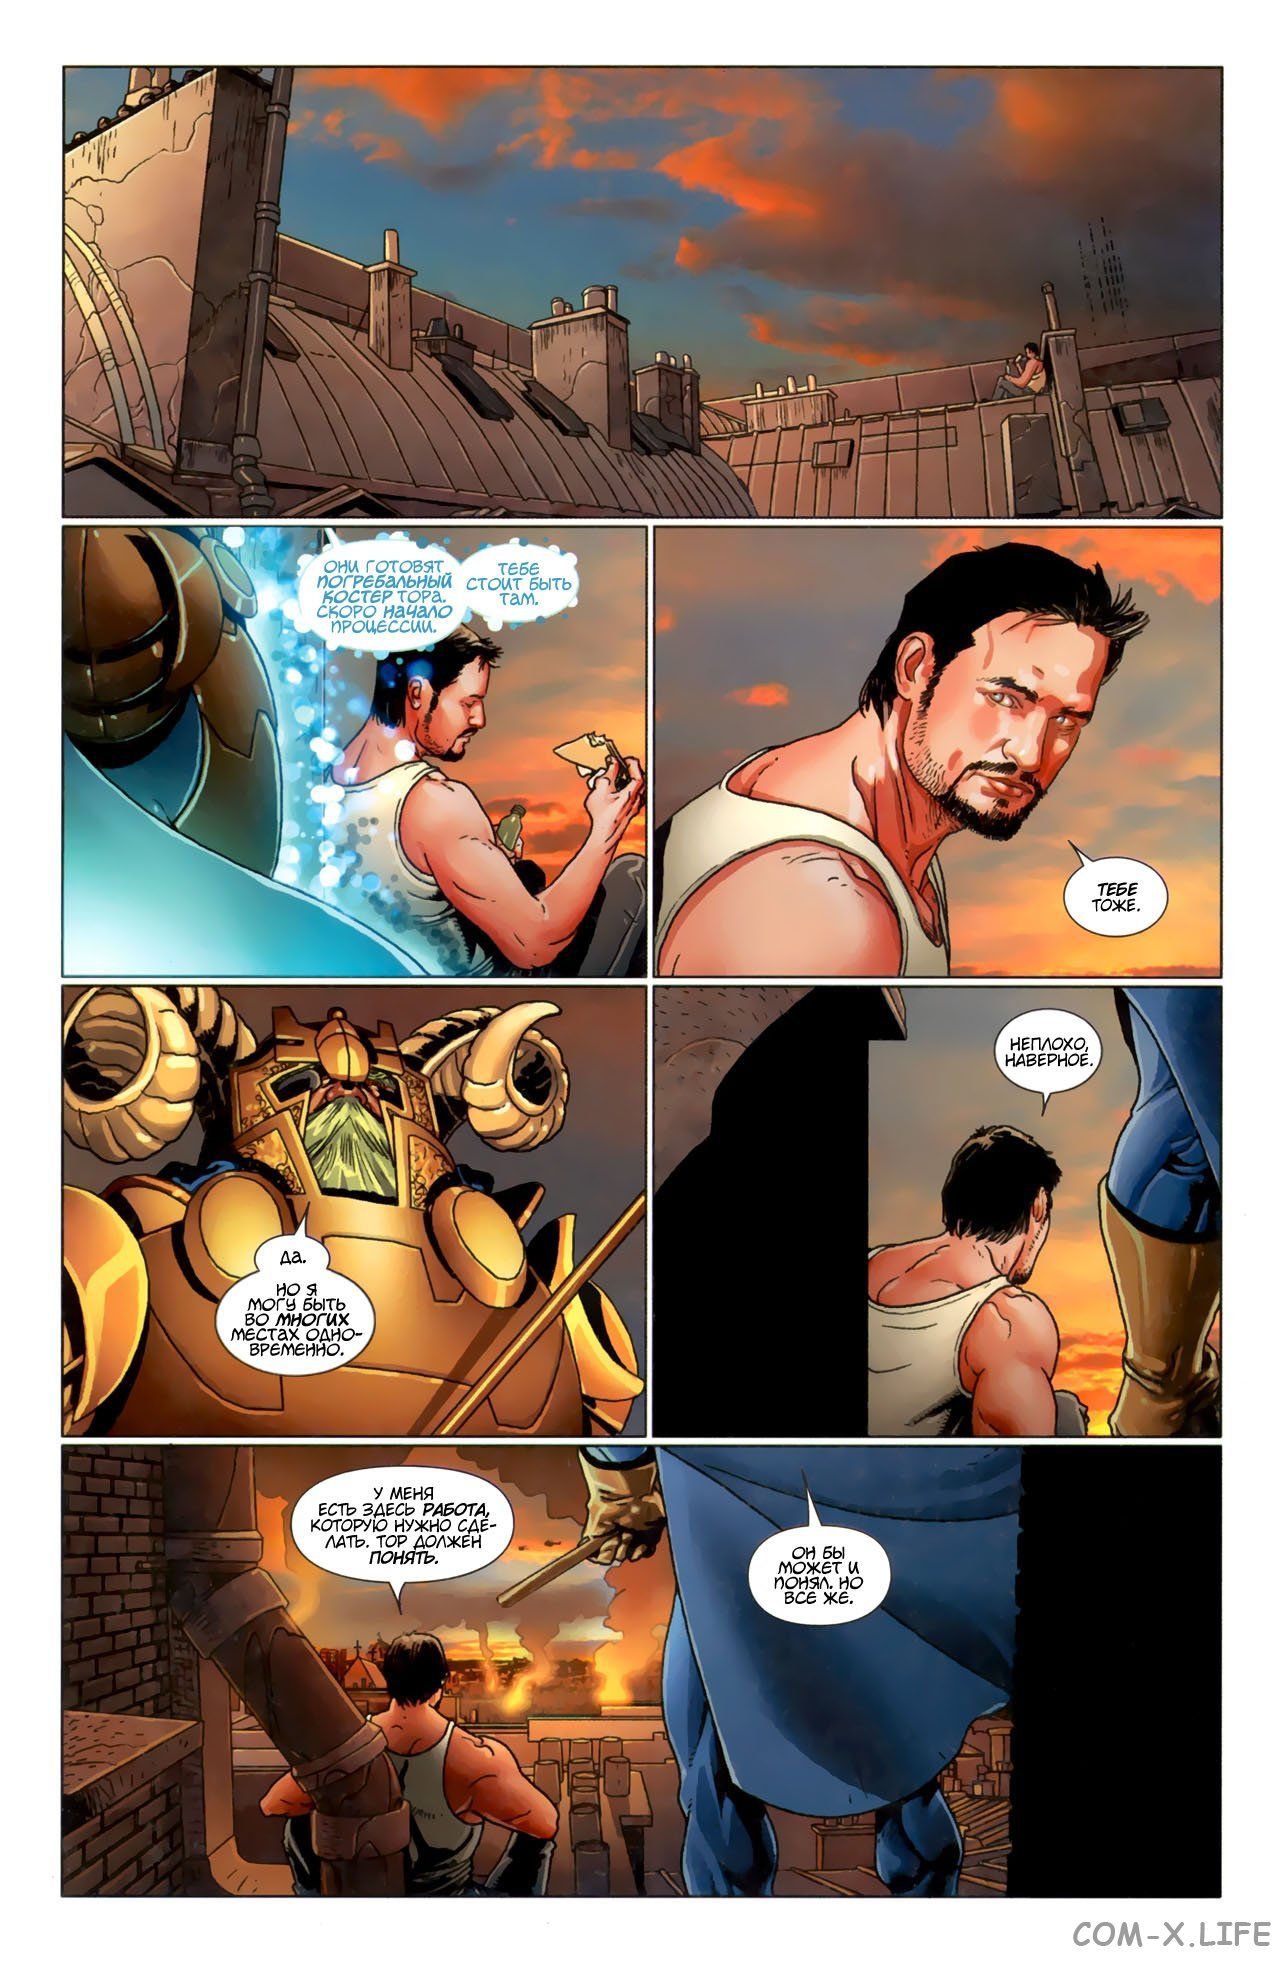 ОНИ ГОТОВЯТ
ПОГРЕБАЛЬНЫЙ
КОСТЕР ТОРА.
СКОРО НАЧАЛО
ПРОЦЕССИИ.
ТЕБЕ
СТОИТ БЫТЬ
ТАМ.
ТЕБЕ
ТОЖЕ.
ДА.
НО Я
МОГУ БЫТЬ
ВО МНОГИХ
МЕСТАХ ОДНО-
ВРЕМЕННО.
НЕПЛОХО,
НАВЕРНОЕ.
У МЕНЯ
ЕСТЬ ЗДЕСЬ РАБОТА,
КОТОРУЮ НУЖНО СДЕ-
ЛАТЬ. ТОР ДОЛЖЕН
ПОНЯТЬ.
ОН БЫ
МОЖЕТ И
ПОНЯЛ. НО
ВСЕ ЖЕ.
COM-X.LIFE